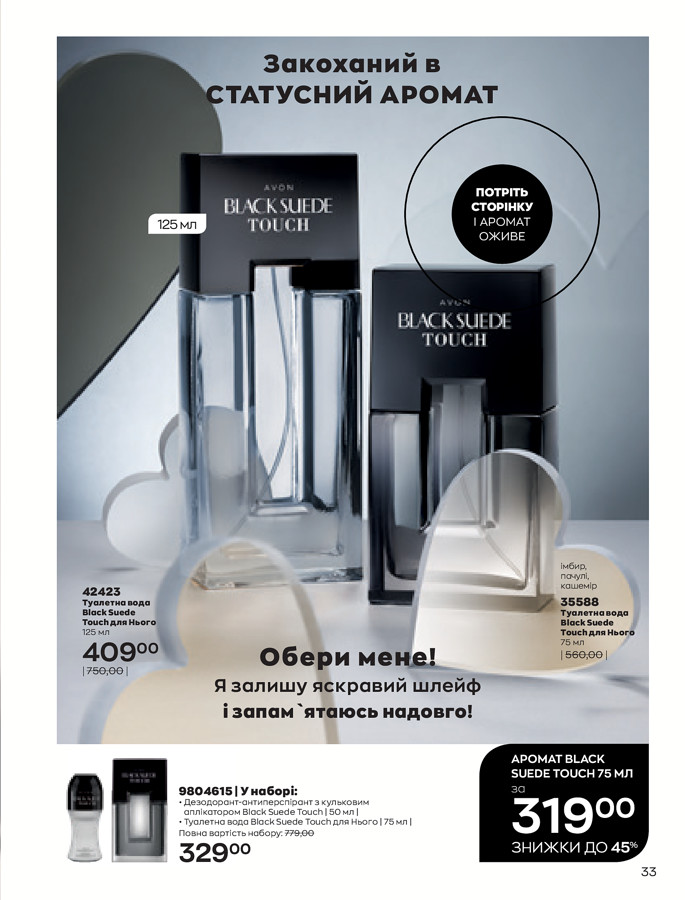 Закоханий в
СТАТУСНИЙ АРОМАТ
ПОТРІТЬ
СТОРІНКУ
І АРОМАТ
ОЖИВЕ
125 мл
AVON
BLACK SUEDE
TOUCH
AVON
BLACK SUEDE
TOUCH
42423
Туалетна вода
Black Suede
Touch для Нього
125 мл
409⁰⁰
|750,00|
імбир,
пачулі,
кашемір
35588
Туалетна вода
Black Suede
Touch для Нього
75 мл
|560,00|
Обери мене!
Я залишу яскравий шлейф
і запам`ятаюсь надовго!
9804615 | У наборі:
• Дезодорант-антиперспірант з кульковим
аплікатором Black Suede Touch | 50 мл |
• Туалетна вода Black Suede Touch для Нього | 75 мл |
Повна вартість набору: 779,00
329⁰⁰
АРОМАТ BLACK
SUEDE TOUCH 75 МЛ
за
319⁰⁰
ЗНИЖКИ ДО 45%
33